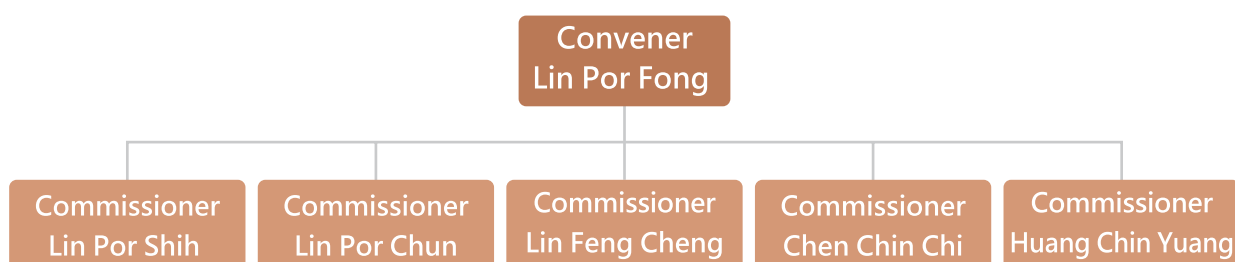 Convener
Lin Por Fong
Commissioner
Lin Por Shih
Commissioner
Lin Por Chun
Commissioner
Lin Feng Cheng
Commissioner
Chen Chin Chi
Commissioner
Huang Chin Yuang